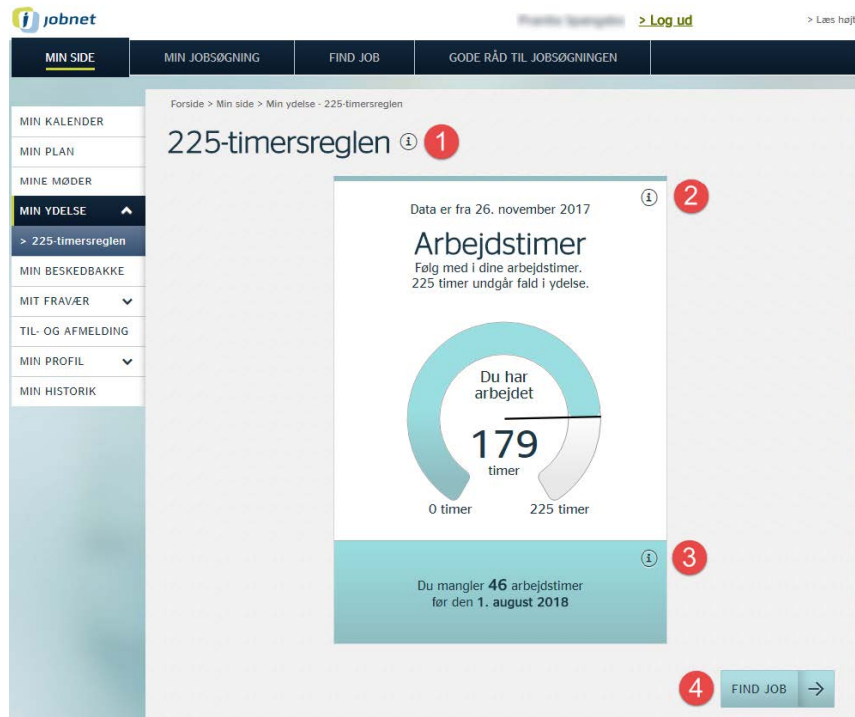 jobnet
> Log ud
> Læs højt
MIN SIDE
MIN JOBSØGNING
FIND JOB
GODE RÅD TIL JOBSØGNINGEN
Forside > Min side > Min ydelse - 225-timersreglen
MIN KALENDER
MIN PLAN
MINE MØDER
MIN YDELSE
> 225-timersreglen
MIN BESKEDBAKKE
MIT FRAVÆR
TIL- OG AFMELDING
MIN PROFIL
MIN HISTORIK
225-timersreglen i 1
i 2
Data er fra 26. november 2017
Arbejdstimer
Følg med i dine arbejdstimer.
225 timer undgår fald i ydelse.
Du har
arbejdet
179
timer
0 timer
225 timer
i 3
Du mangler 46 arbejdstimer
før den 1. august 2018
4 FIND JOB